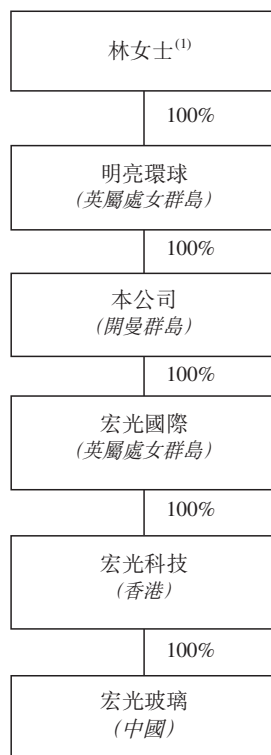 林女士(1)
100%
明亮環球
(英屬處女群島)
100%
本公司
(開曼群島)
100%
宏光國際
(英屬處女群島)
100%
宏光科技
(香港)
100%
宏光玻璃
(中國)